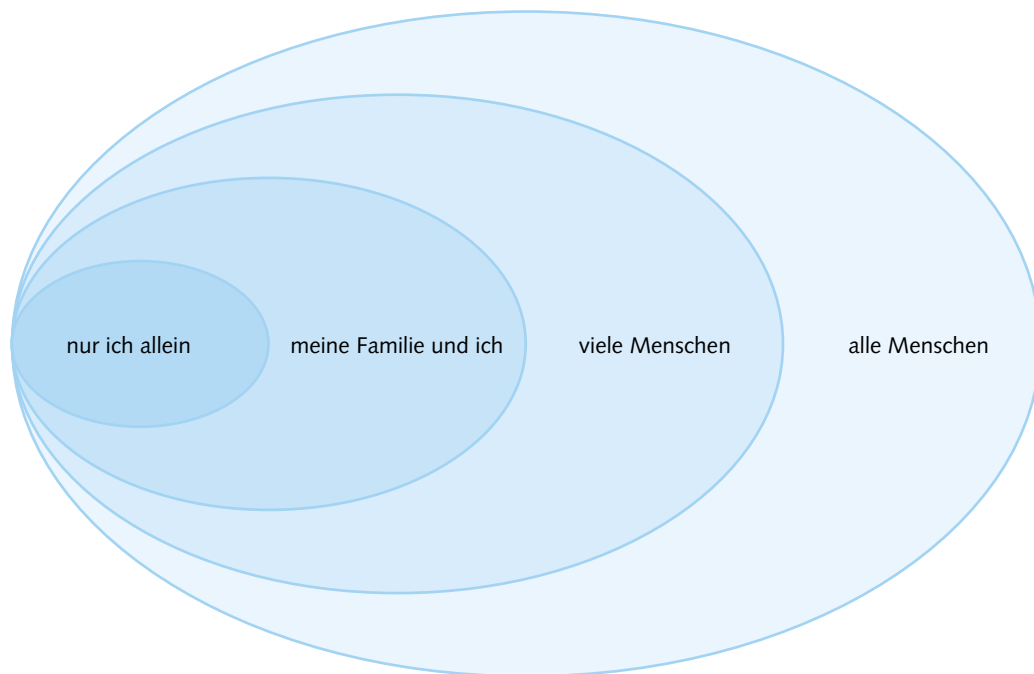 nur ich allein
meine Familie und ich
viele Menschen
alle Menschen